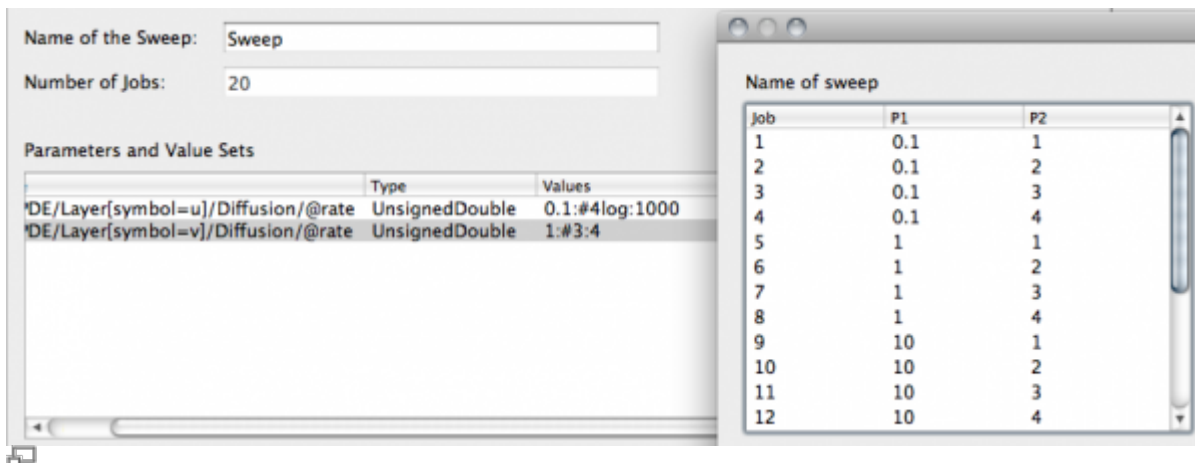 Name of the Sweep: Sweep
Number of Jobs: 20
Parameters and Value Sets
Type Values
'DE/Layer[symbol=u]/Diffusion/@rate UnsignedDouble 0.1:#4log:1000
'DE/Layer[symbol=v]/Diffusion/@rate UnsignedDouble 1:#3:4
Name of sweep
Job P1 P2
1 0.1 1
2 0.1 2
3 0.1 3
4 0.1 4
5 1 1
6 1 2
7 1 3
8 1 4
9 10 1
10 10 2
11 10 3
12 10 4